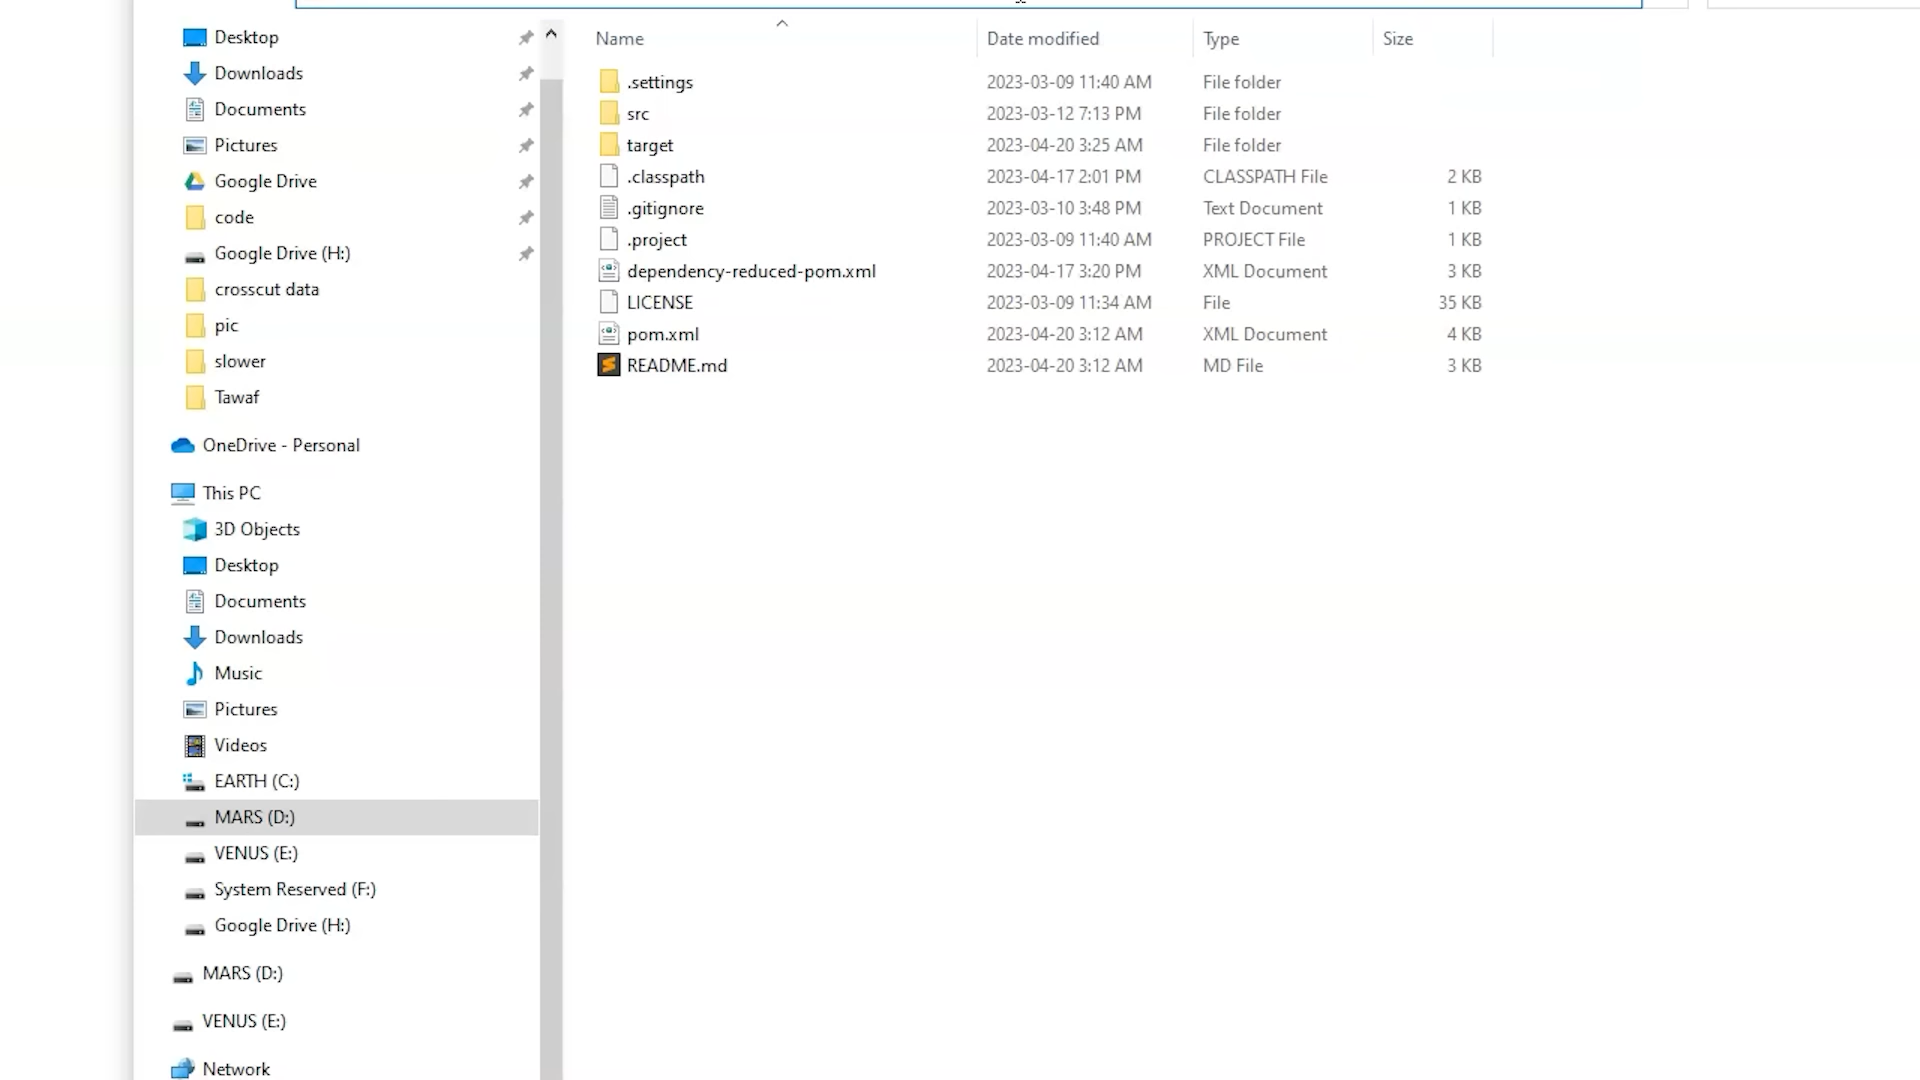 Desktop
Downloads
Documents
Pictures
Google Drive
code
Google Drive (H:)
crosscut data
pic
slower
Tawaf
OneDrive - Personal
This PC
3D Objects
Desktop
Documents
Downloads
Music
Pictures
Videos
EARTH (C:)
MARS (D:)
VENUS (E:)
System Reserved (F:)
Google Drive (H:)
MARS (D:)
VENUS (E:)
Network
Name Date modified Type Size
.settings 2023-03-09 11:40 AM File folder
src 2023-03-12 7:13 PM File folder
target 2023-04-20 3:25 AM File folder
.classpath 2023-04-17 2:01 PM CLASSPATH File 2 KB
.gitignore 2023-03-10 3:48 PM Text Document 1 KB
.project 2023-03-09 11:40 AM PROJECT File 1 KB
dependency-reduced-pom.xml 2023-04-17 3:20 PM XML Document 3 KB
LICENSE 2023-03-09 11:34 AM File 35 KB
pom.xml 2023-04-20 3:12 AM XML Document 4 KB
README.md 2023-04-20 3:12 AM MD File 3 KB